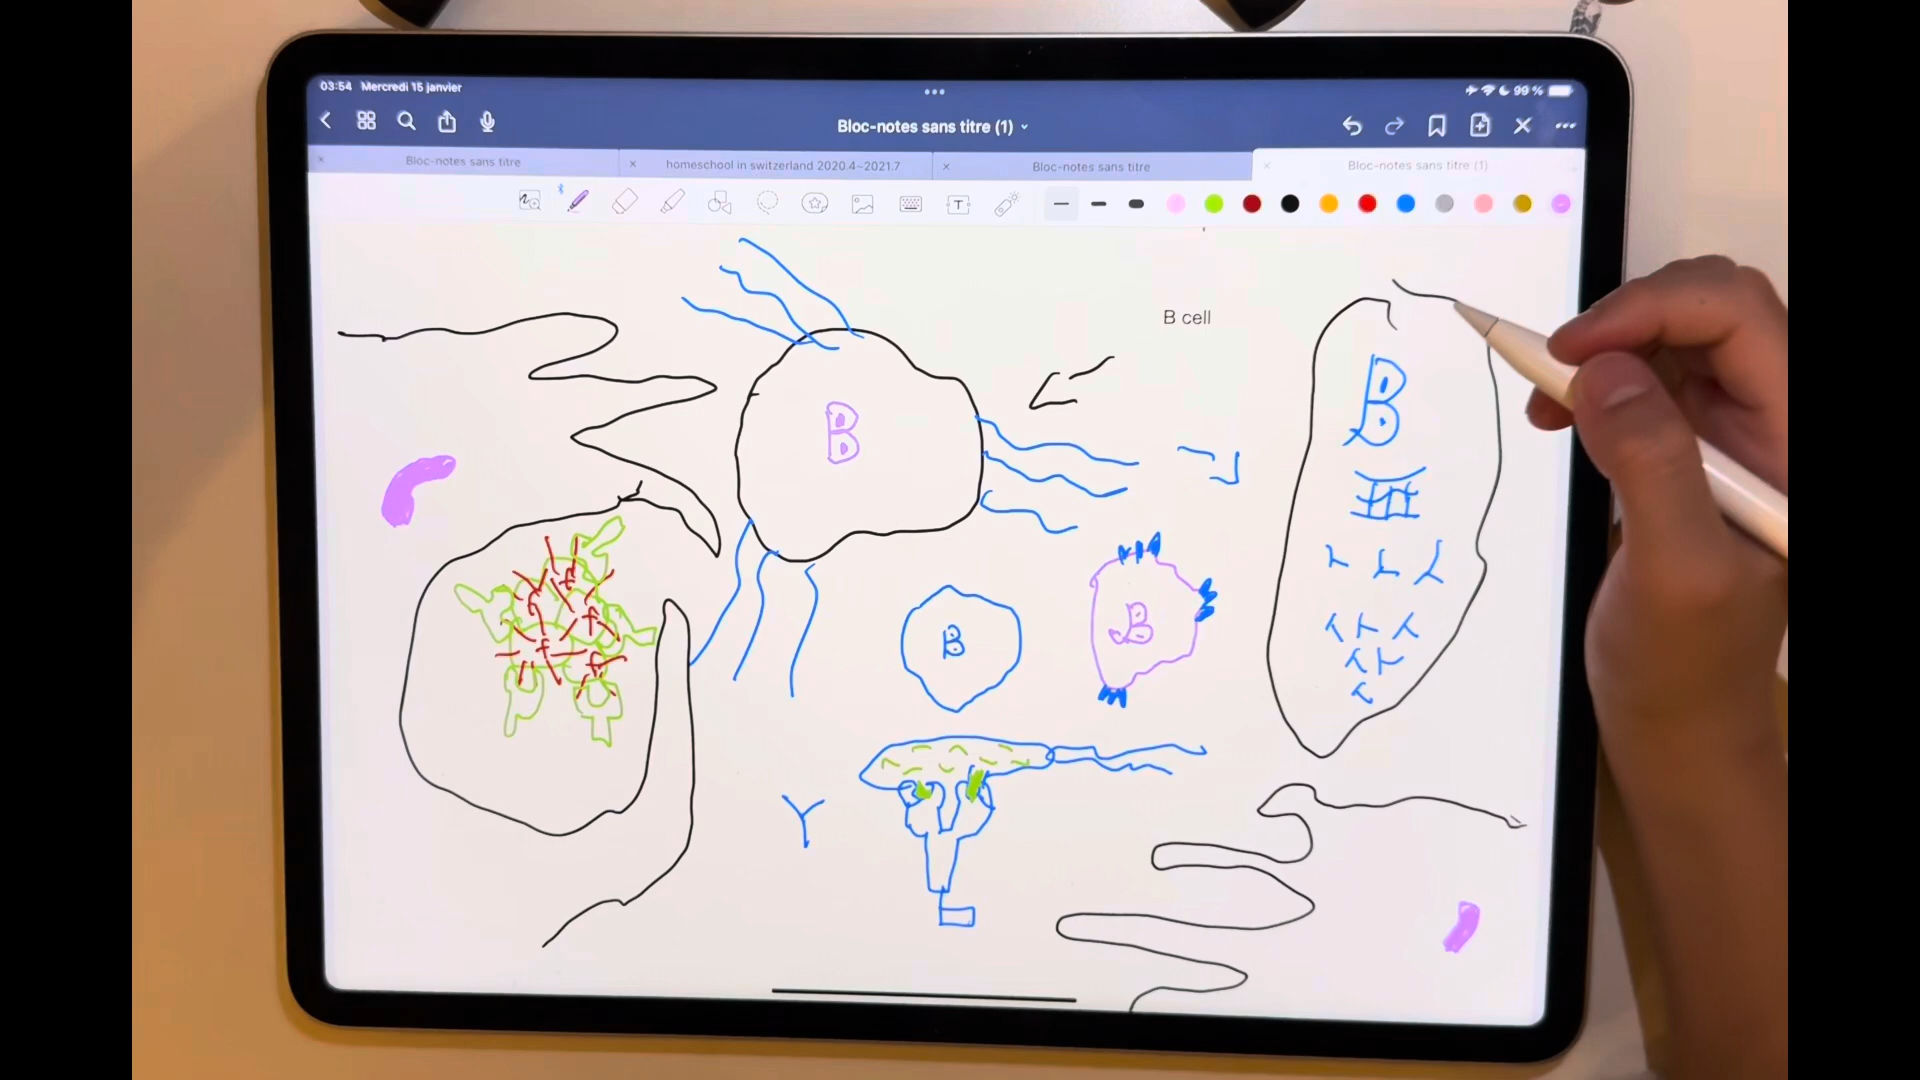 03:54 Mercredi 15 janvier
99 %
Bloc-notes sans titre (1)
Bloc-notes sans titre
homeschool in switzerland 2020.4~2021.7
Bloc-notes sans titre
Bloc-notes sans titre (1)
T
B cell
B
B
B
B
f
f
f
f
f
Y